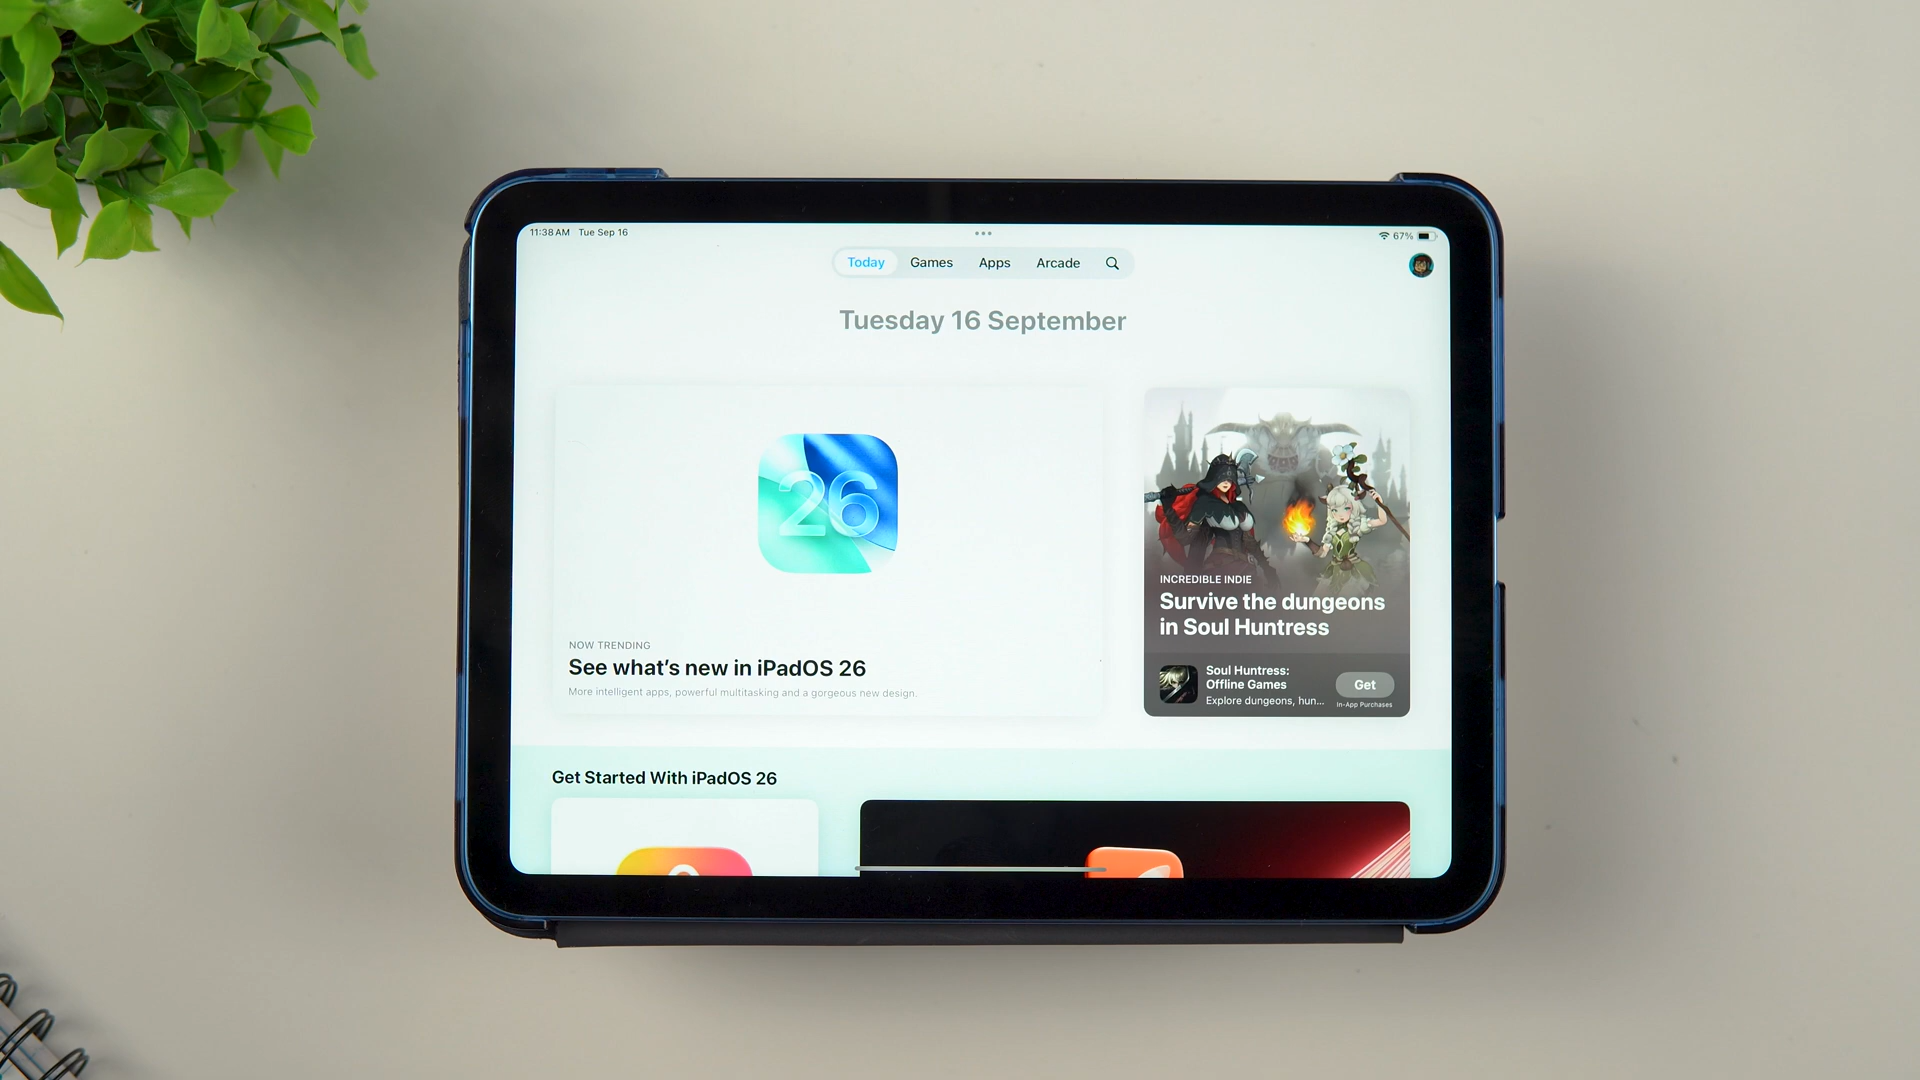 11:38 AM Tue Sep 16
67%
Today Games Apps Arcade
Tuesday 16 September
26
NOW TRENDING
See what’s new in iPadOS 26
More intelligent apps, powerful multitasking and a gorgeous new design.
INCREDIBLE INDIE
Survive the dungeons
in Soul Huntress
Soul Huntress:
Offline Games
Explore dungeons, hun...
Get
In-App Purchases
Get Started With iPadOS 26